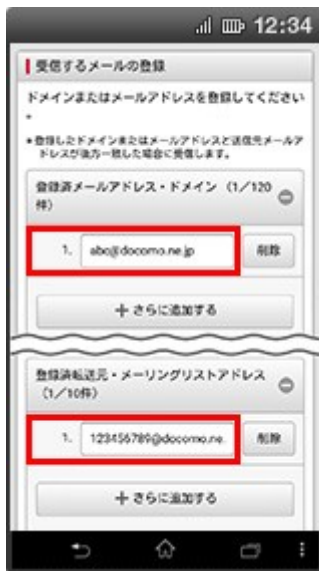 12:34
受信するメールの登録
ドメインまたはメールアドレスを登録してください
。
*登録したドメインまたはメールアドレスと送信元メールア
ドレスが後方一致した場合に受信します。
登録済メールアドレス・ドメイン（1／120
件）
1. abc@docomo.ne.jp 削除
＋さらに追加する
登録済転送元・メーリングリストアドレス
（1／10件）
1. 123456789@docomo.ne. 削除
＋さらに追加する